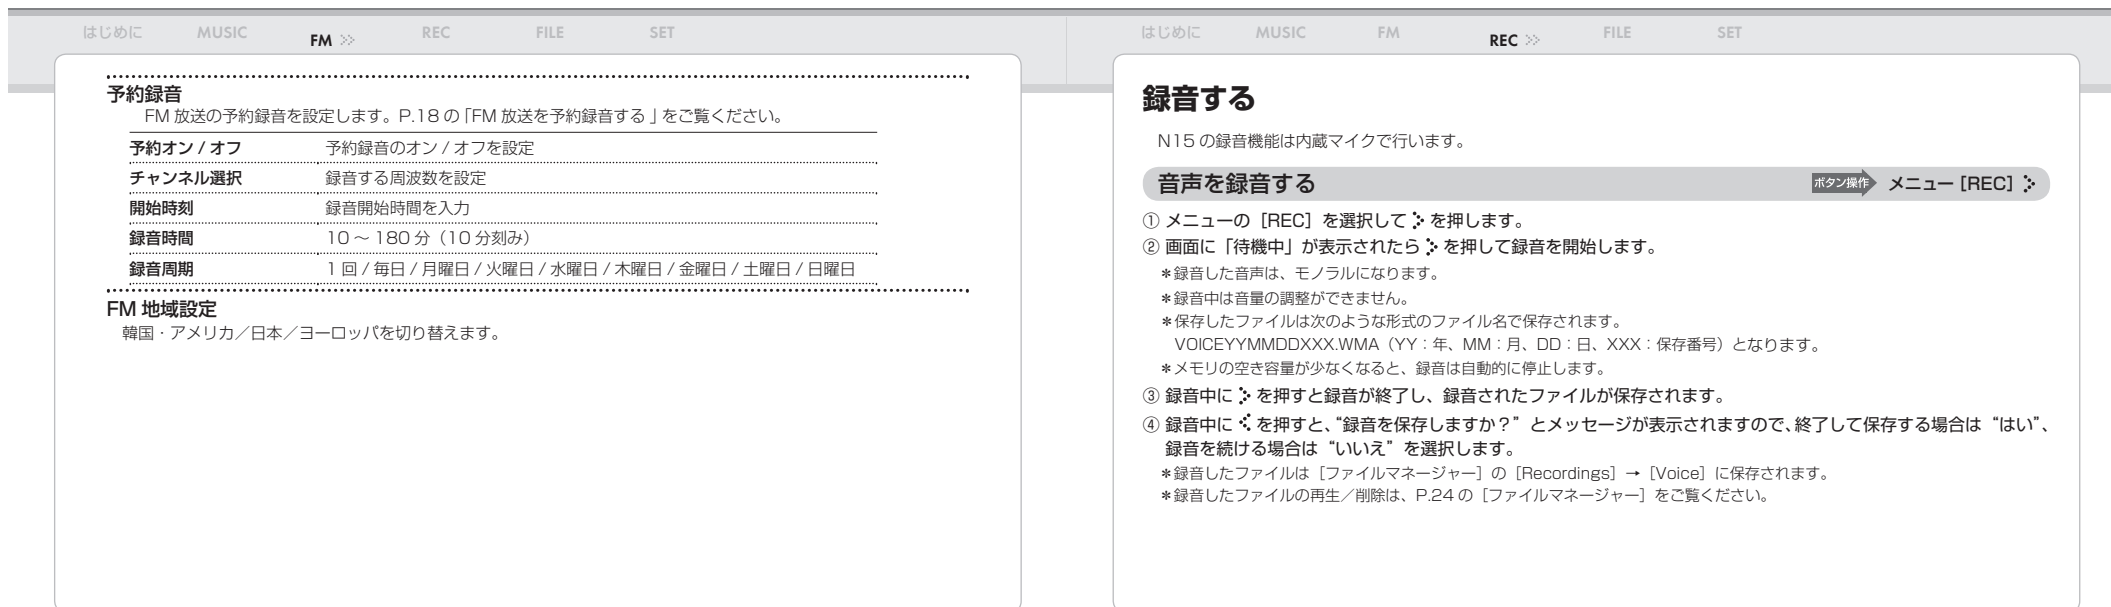 はじめに MUSIC FM REC FILE SET
予約録音
FM 放送の予約録音を設定します。P.18 の「FM 放送を予約録音する」をご覧ください。
予約オン / オフ 予約録音のオン / オフを設定
チャンネル選択 録音する周波数を設定
開始時刻 録音開始時間を入力
録音時間 10 ～ 180 分（10 分刻み）
録音周期 1 回 / 毎日 / 月曜日 / 火曜日 / 水曜日 / 木曜日 / 金曜日 / 土曜日 / 日曜日
FM 地域設定
韓国・アメリカ／日本／ヨーロッパを切り替えます。
はじめに MUSIC FM REC FILE SET
録音する
N15 の録音機能は内蔵マイクで行います。
音声を録音する ボタン操作 メニュー [REC]
① メニューの［REC］を選択して を押します。
② 画面に「待機中」が表示されたら を押して録音を開始します。
＊録音した音声は、モノラルになります。
＊録音中は音量の調整ができません。
＊保存したファイルは次のような形式のファイル名で保存されます。
VOICEYYMMDDXXX.WMA（YY：年、MM：月、DD：日、XXX：保存番号）となります。
＊メモリの空き容量が少なくなると、録音は自動的に停止します。
③ 録音中に を押すと録音が終了し、録音されたファイルが保存されます。
④ 録音中に を押すと、“録音を保存しますか？”とメッセージが表示されますので、終了して保存する場合は“はい”、
録音を続ける場合は“いいえ”を選択します。
＊録音したファイルは［ファイルマネージャー］の［Recordings］→［Voice］に保存されます。
＊録音したファイルの再生／削除は、P.24 の［ファイルマネージャー］をご覧ください。